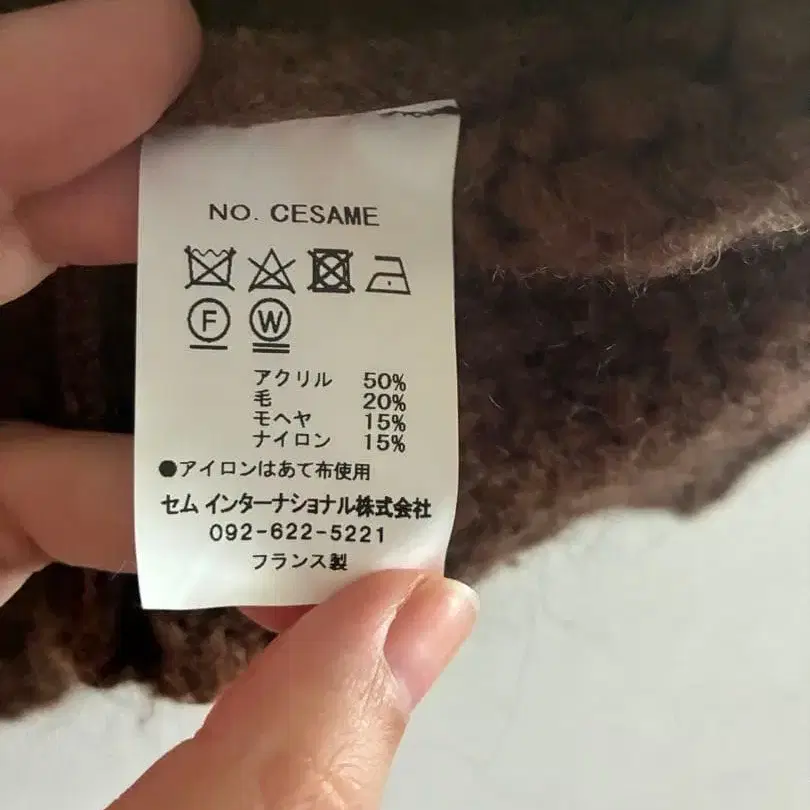 NO. CESAME
F W
アクリル 50%
毛 20%
モヘヤ 15%
ナイロン 15%
●アイロンはあて布使用
セム インターナショナル株式会社
092-622-5221
フランス製